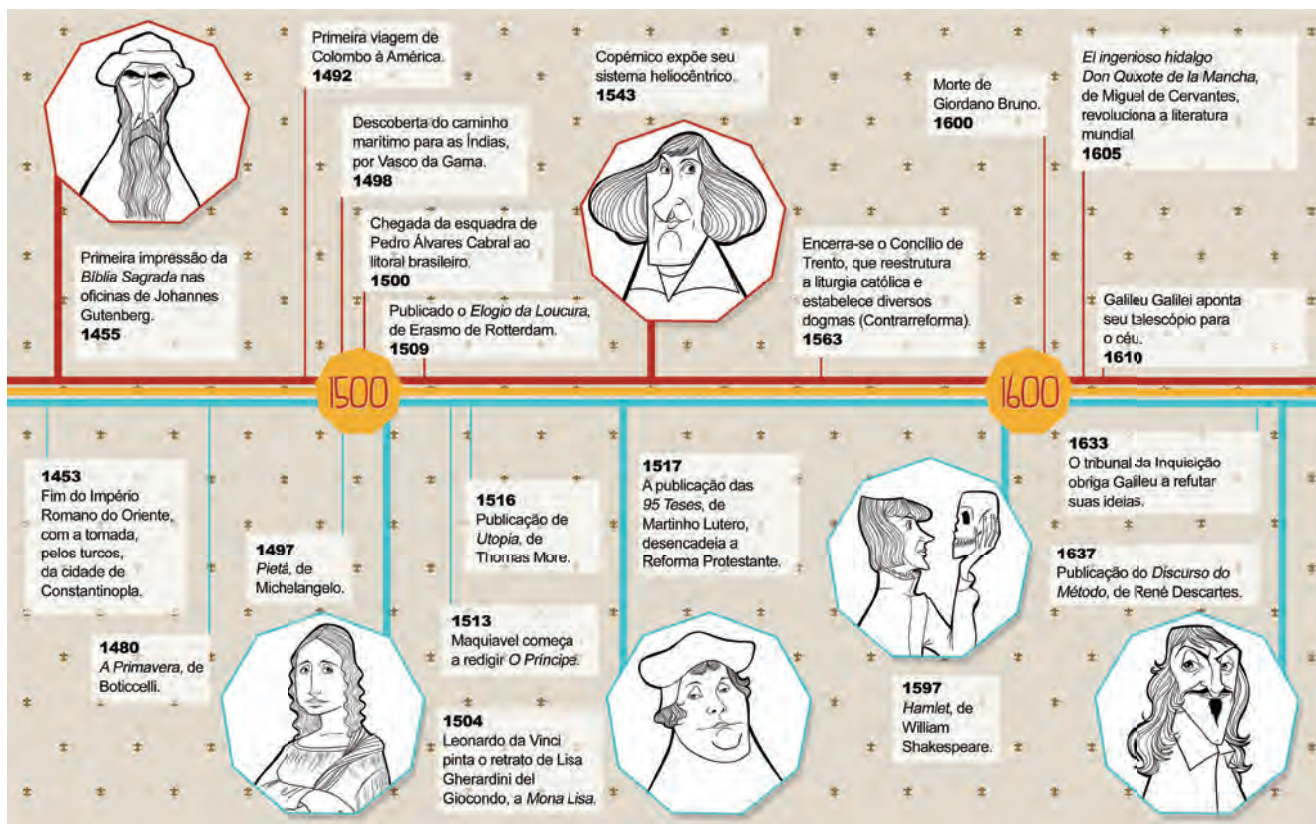 Primeira impressão da
Bíblia Sagrada nas
oficinas de Johannes
Gutenberg.
1455
Primeira viagem de
Colombo à América.
1492
Descoberta do caminho
marítimo para as Índias,
por Vasco da Gama.
1498
Chegada da esquadra de
Pedro Álvares Cabral ao
litoral brasileiro.
1500
Publicado o Elogio da Loucura,
de Erasmo de Rotterdam.
1509
Copérnico expõe seu
sistema heliocêntrico.
1543
Encerra-se o Concílio de
Trento, que reestrutura
a liturgia católica e
estabelece diversos
dogmas (Contrarreforma).
1563
Morte de
Giordano Bruno.
1600
El ingenioso hidalgo
Don Quixote de la Mancha,
de Miguel de Cervantes,
revoluciona a literatura
mundial
1605
Galileu Galilei aponta
seu telescópio para
o céu.
1610
1500
1600
1453
Fim do Império
Romano do Oriente,
com a tomada,
pelos turcos,
da cidade de
Constantinopla.
1480
A Primavera, de
Boticcelli.
1497
Pietá, de
Michelangelo.
1504
Leonardo da Vinci
pinta o retrato de Lisa
Gherardini del
Giocondo, a Mona Lisa.
1513
Maquiavel começa
a redigir O Príncipe.
1516
Publicação de
Utopia, de
Thomas More.
1517
A publicação das
95 Teses, de
Martinho Lutero,
desencadeia a
Reforma Protestante.
1597
Hamlet, de
William
Shakespeare.
1633
O tribunal da Inquisição
obriga Galileu a refutar
suas ideias.
1637
Publicação do Discurso do
Método, de René Descartes.